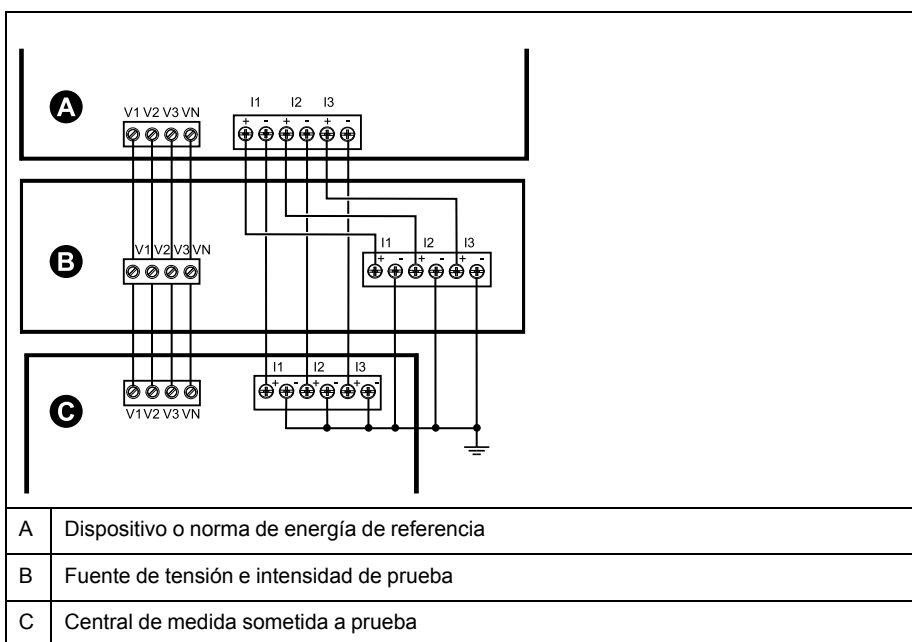 A
V1 V2 V3 VN
I1 I2 I3
+ - + - + -
B
V1 V2 V3 VN
I1 I2 I3
+ - + - + -
C
I1 I2 I3
+ - + - + -
V1 V2 V3 VN
A Dispositivo o norma de energía de referencia
B Fuente de tensión e intensidad de prueba
C Central de medida sometida a prueba